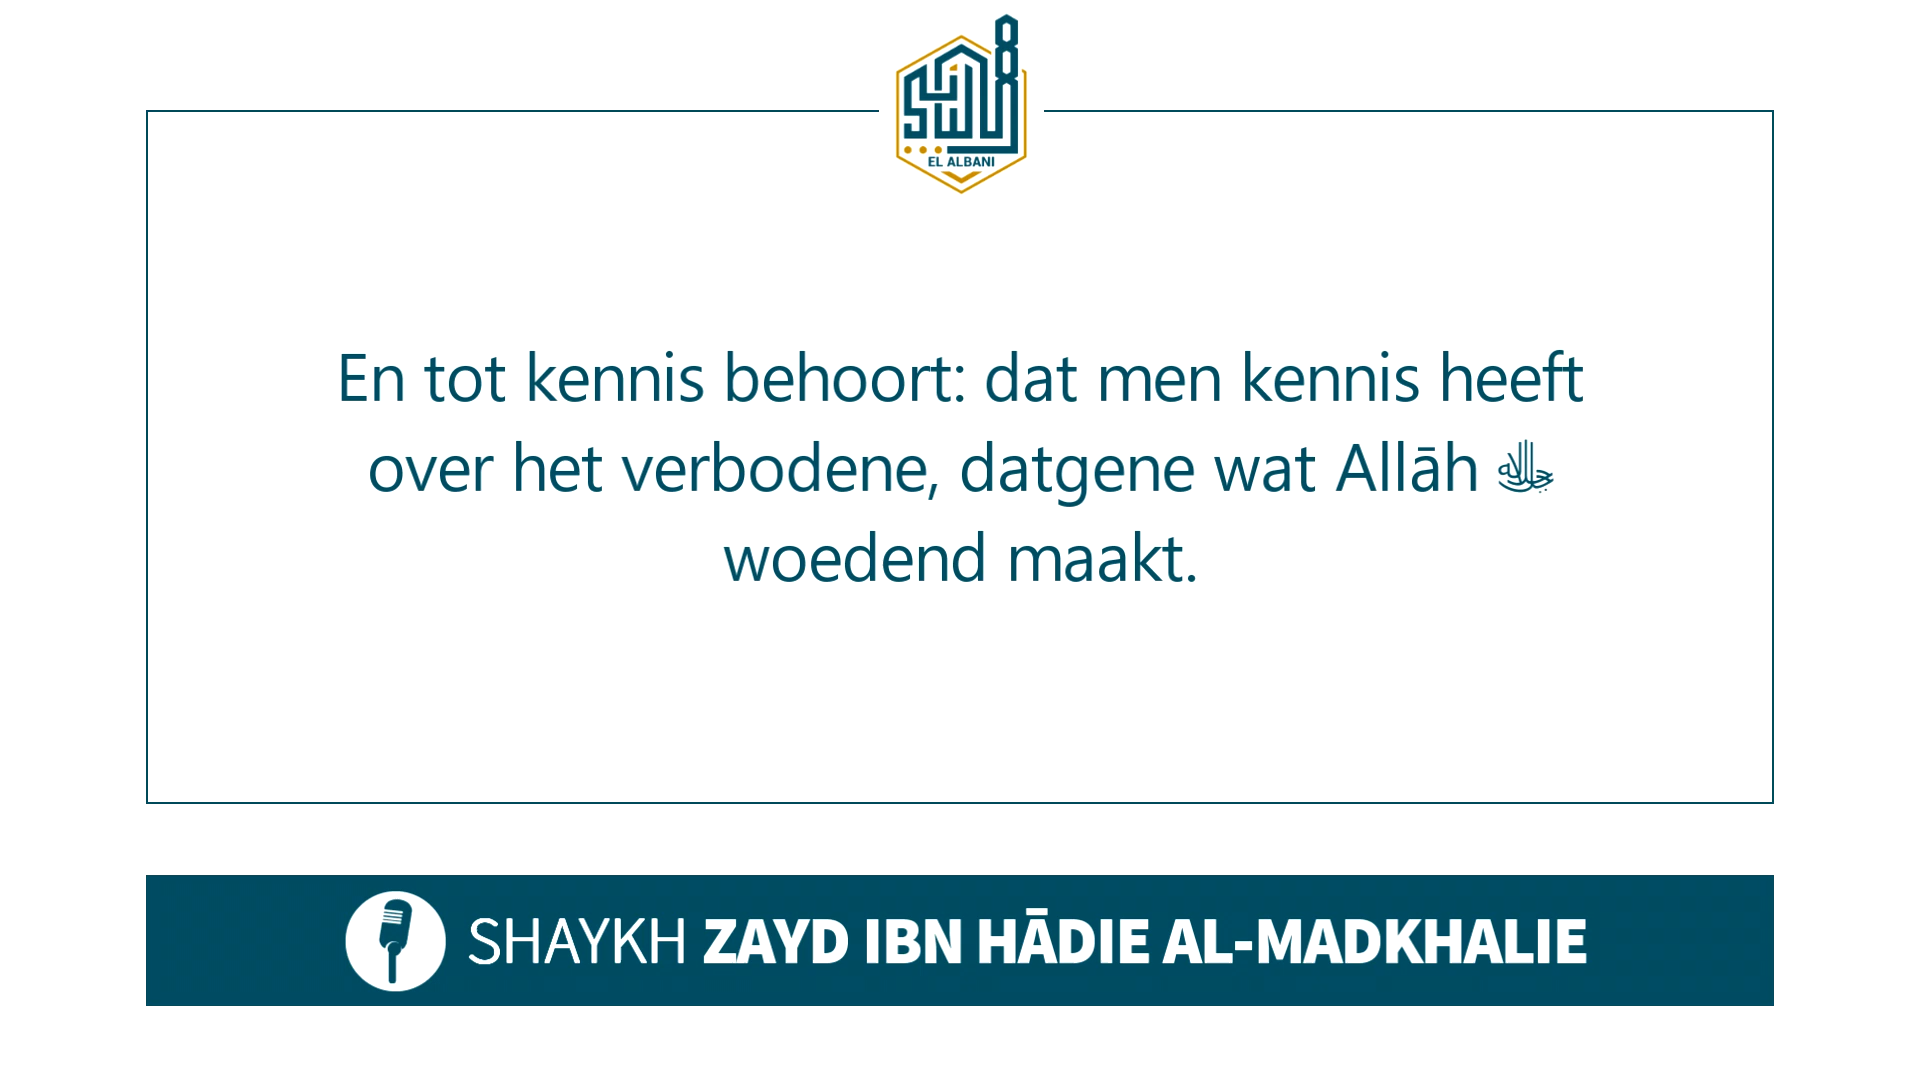 EL ALBANI
En tot kennis behoort: dat men kennis heeft
over het verbodene, datgene wat Allāh ﷻ
woedend maakt.
SHAYKH ZAYD IBN HĀDIE AL-MADKHALIE